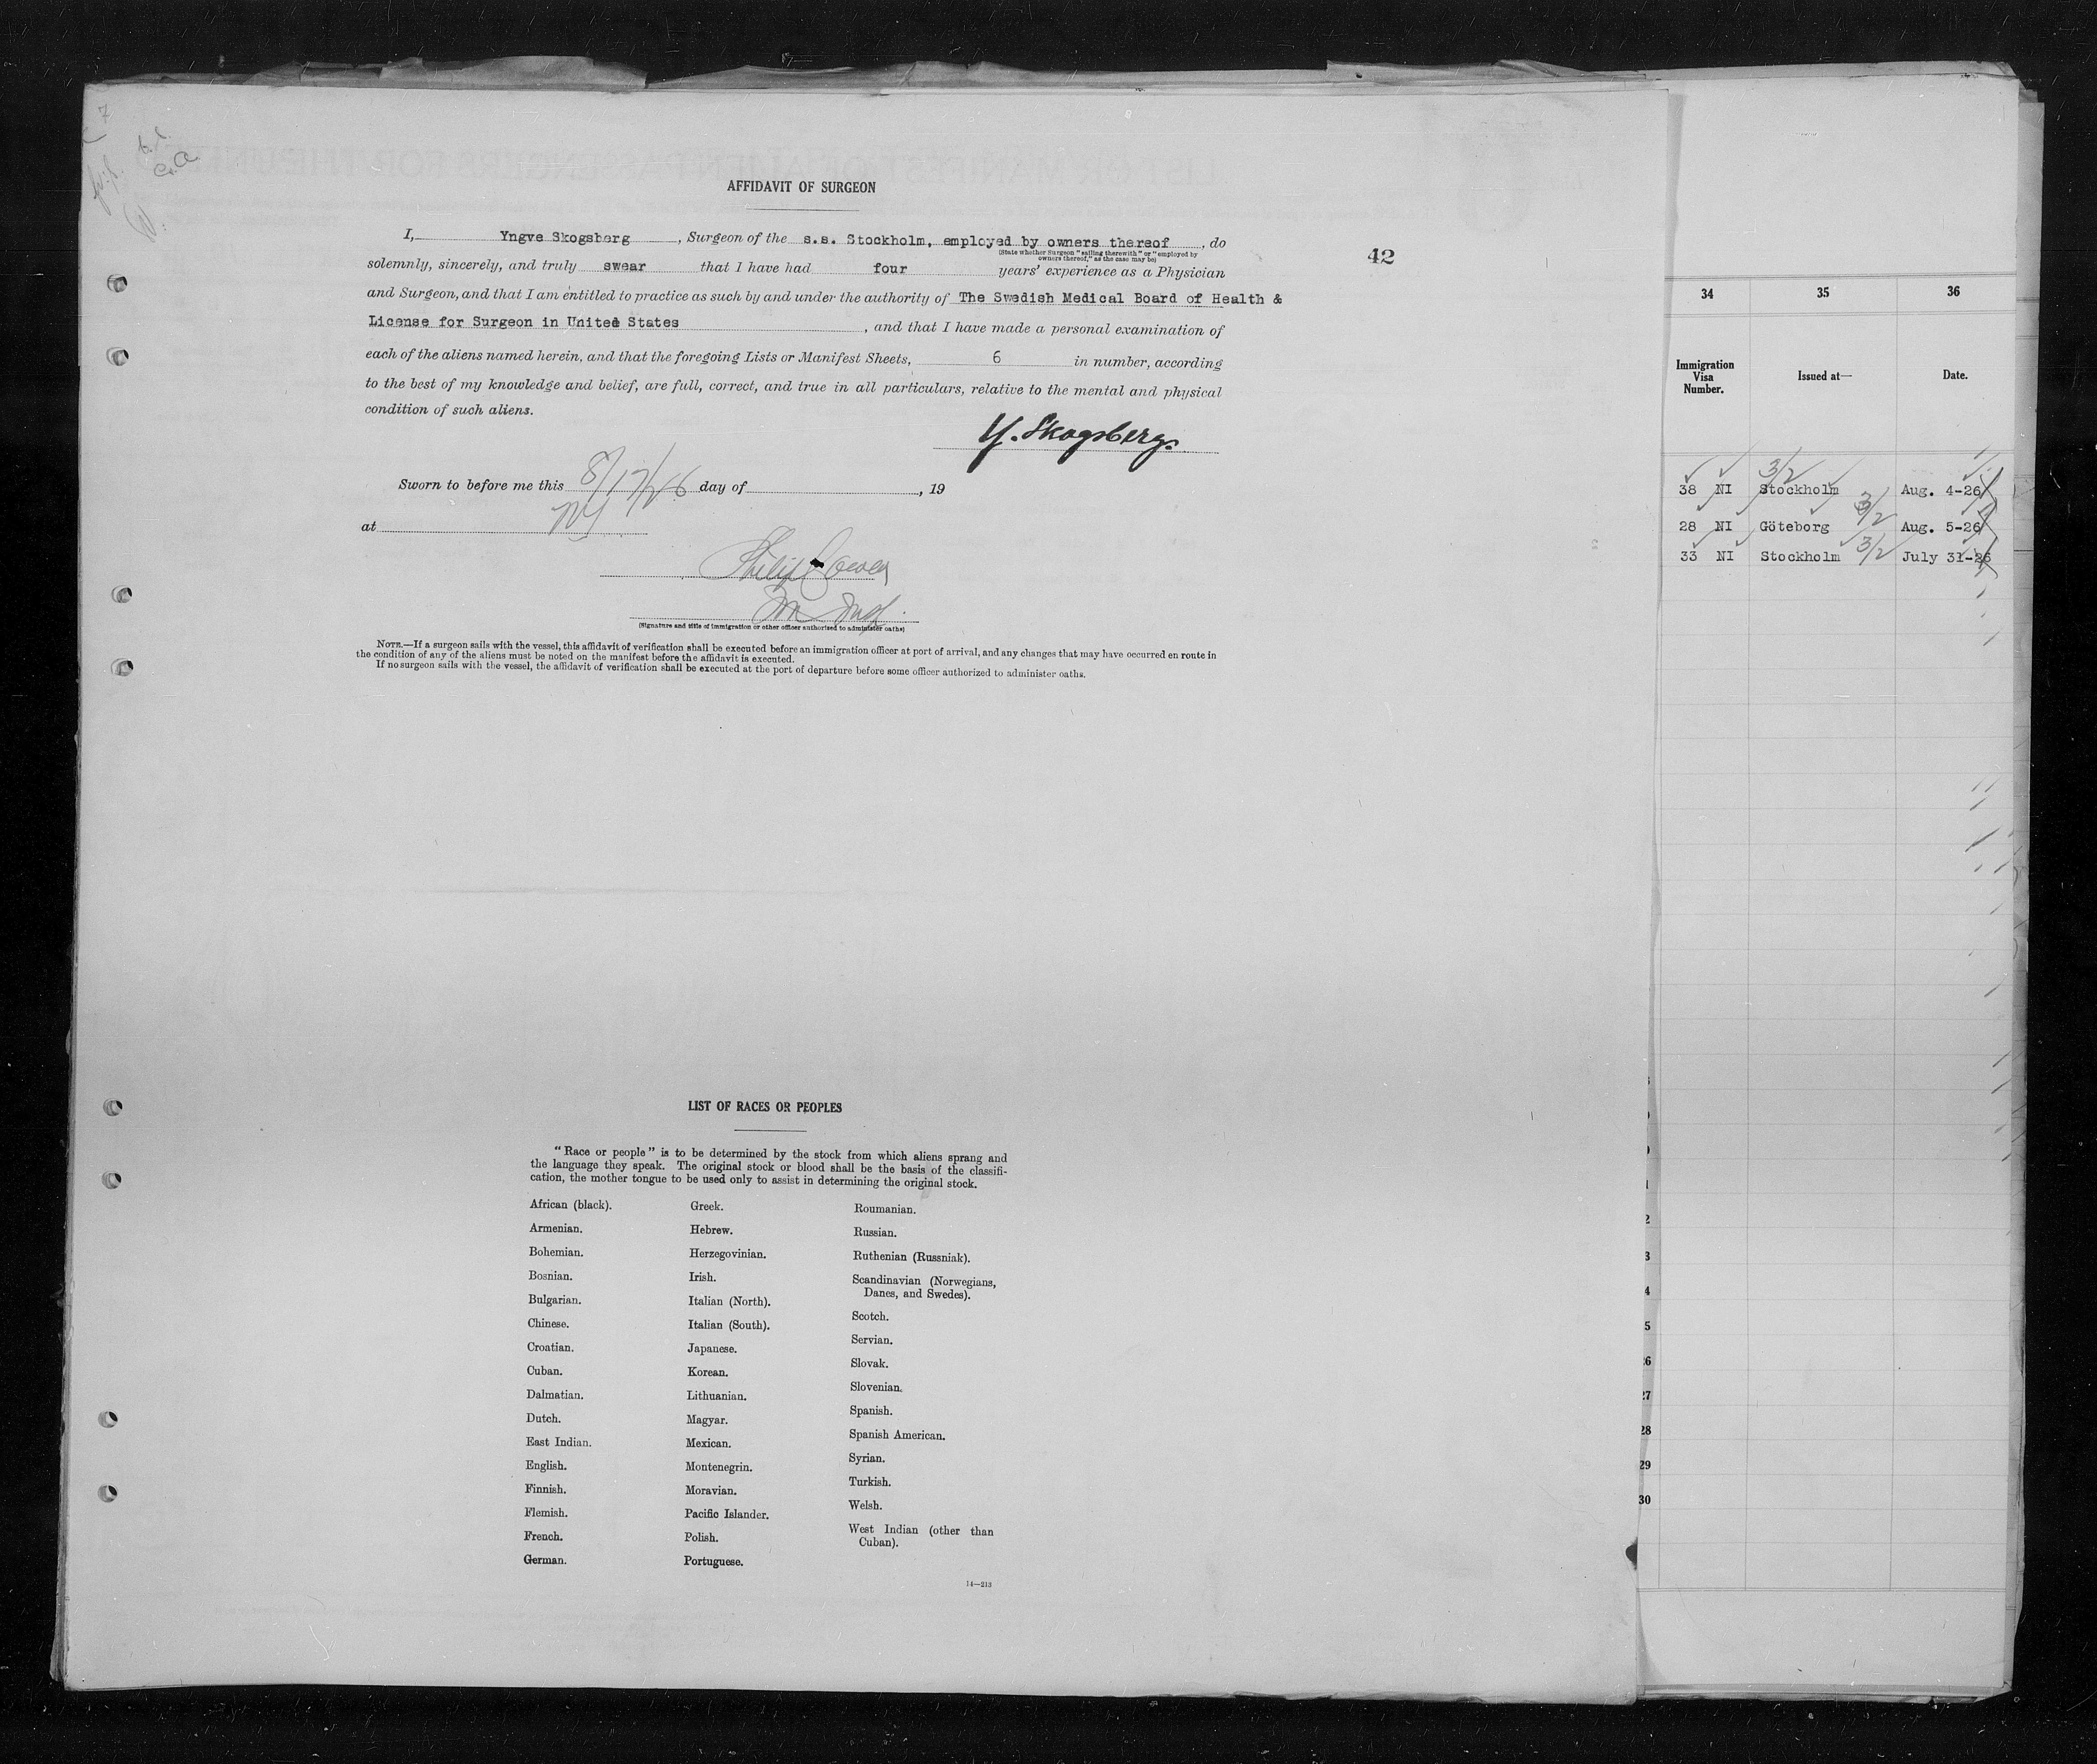 AFFIDAVIT OF SURGEON
I, Yngve Skogsberg, Surgeon of the s.s. Stockholm, employed by owners thereof, do
(State whether Surgeon "sailing therewith" or "employed by
owners thereof," as the case may be)
solemnly, sincerely, and truly swear that I have had four years' experience as a Physician
and Surgeon, and that I am entitled to practice as such by and under the authority of The Swedish Medical Board of Health &
License for Surgeon in United States, and that I have made a personal examination of
each of the aliens named herein, and that the foregoing Lists or Manifest Sheets, 6 in number, according
to the best of my knowledge and belief, are full, correct, and true in all particulars, relative to the mental and physical
condition of such aliens.
Y. Skogsberg.
Sworn to before me this 8/17/26 day of , 19
at NY
Philip
(Signature and title of immigration or other officer authorized to administer oaths)
NOTE.—If a surgeon sails with the vessel, this affidavit of verification shall be executed before an immigration officer at port of arrival, and any changes that may have occurred en route in
the condition of any of the aliens must be noted on the manifest before the affidavit is executed.
If no surgeon sails with the vessel, the affidavit of verification shall be executed at the port of departure before some officer authorized to administer oaths.
42
LIST OF RACES OR PEOPLES
"Race or people" is to be determined by the stock from which aliens sprang and
the language they speak. The original stock or blood shall be the basis of the classifi-
cation, the mother tongue to be used only to assist in determining the original stock.
African (black).
Armenian.
Bohemian.
Bosnian.
Bulgarian.
Chinese.
Croatian.
Cuban.
Dalmatian.
Dutch.
East Indian.
English.
Finnish.
Flemish.
French.
German.
Greek.
Hebrew.
Herzegovinian.
Irish.
Italian (North).
Italian (South).
Japanese.
Korean.
Lithuanian.
Magyar.
Mexican.
Montenegrin.
Moravian.
Pacific Islander.
Polish.
Portuguese.
Roumanian.
Russian.
Ruthenian (Russniak).
Scandinavian (Norwegians,
Danes, and Swedes).
Scotch.
Servian.
Slovak.
Slovenian.
Spanish.
Spanish American.
Syrian.
Turkish.
Welsh.
West Indian (other than
Cuban).
14—213
34 35 36
Immigration
Visa
Number.
Issued at—
Date.
38 NI Stockholm 3/2 Aug. 4-26
28 NI Göteborg 3/2 Aug. 5-26
33 NI Stockholm 3/2 July 31-26
28
29
30